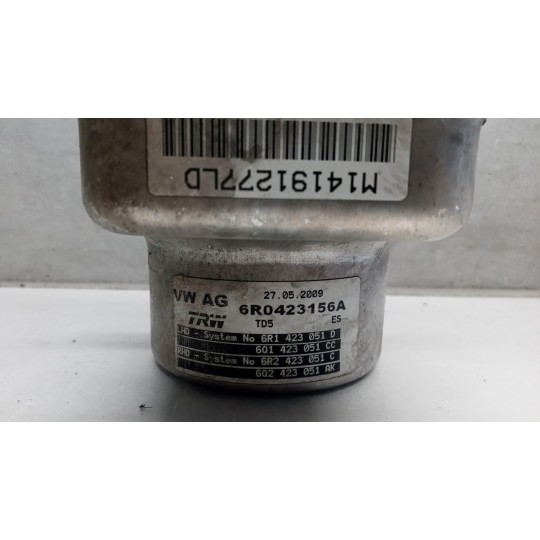 M14191277LD
VW AG 27.05.2009
6R0423156A
TRW TD5 ES
LHD - System No 6R1 423 051 D
6Q1 423 051 CC
RHD - System No 6R2 423 051 C
6Q2 423 051 AK